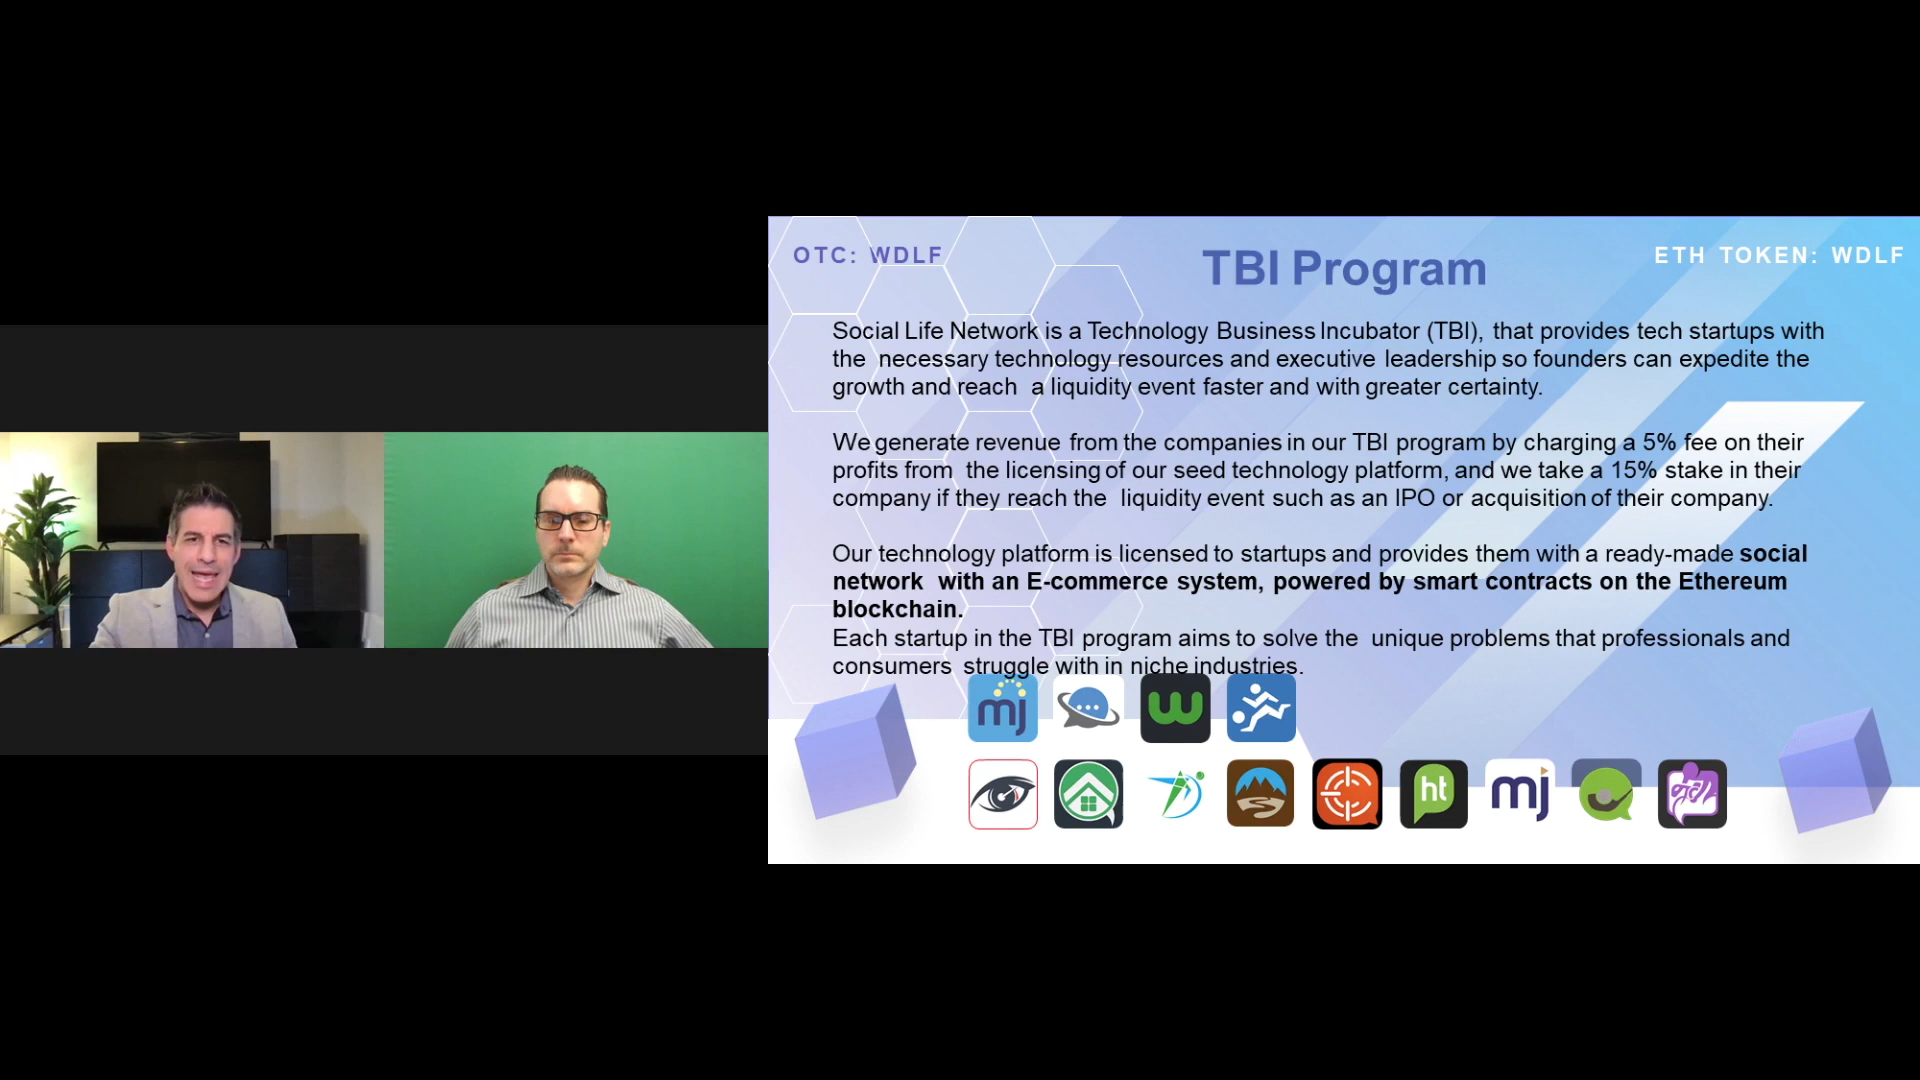 OTC: WDLF
TBI Program
ETH TOKEN: WDLF
Social Life Network is a Technology Business Incubator (TBI), that provides tech startups with
the necessary technology resources and executive leadership so founders can expedite the
growth and reach a liquidity event faster and with greater certainty.
We generate revenue from the companies in our TBI program by charging a 5% fee on their
profits from the licensing of our seed technology platform, and we take a 15% stake in their
company if they reach the liquidity event such as an IPO or acquisition of their company.
Our technology platform is licensed to startups and provides them with a ready-made social
network with an E-commerce system, powered by smart contracts on the Ethereum
blockchain.
Each startup in the TBI program aims to solve the unique problems that professionals and
consumers struggle with in niche industries.
mj
w
ht
mj